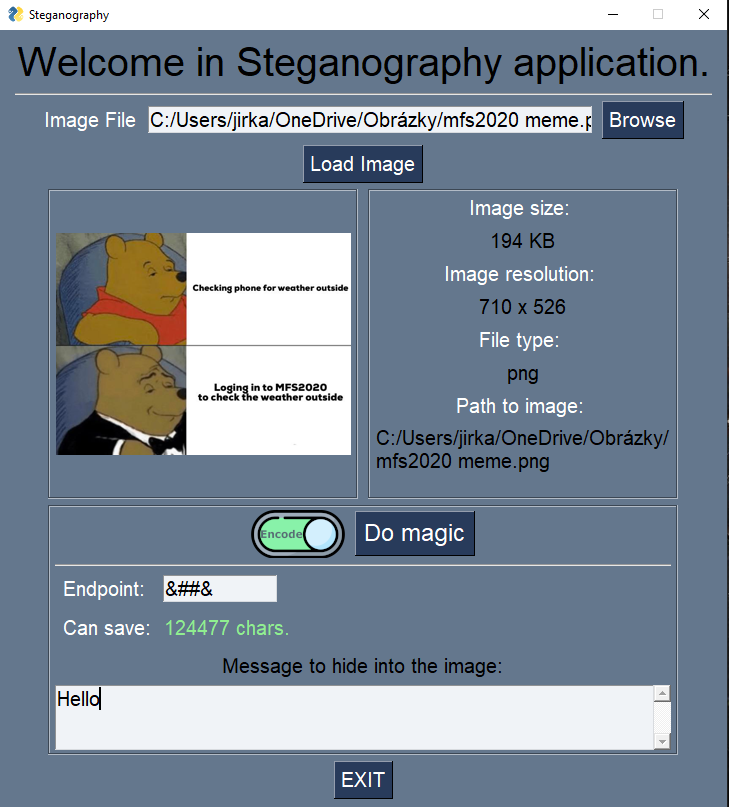 Steganography
Welcome in Steganography application.
Image File C:/Users/jirka/OneDrive/Obrázky/mfs2020 meme.p Browse
Load Image
Checking phone for weather outside
Loging in to MFS2020
to check the weather outside
Image size:
194 KB
Image resolution:
710 x 526
File type:
png
Path to image:
C:/Users/jirka/OneDrive/Obrázky/
mfs2020 meme.png
Encode Do magic
Endpoint: &##&
Can save: 124477 chars.
Message to hide into the image:
Hello
EXIT